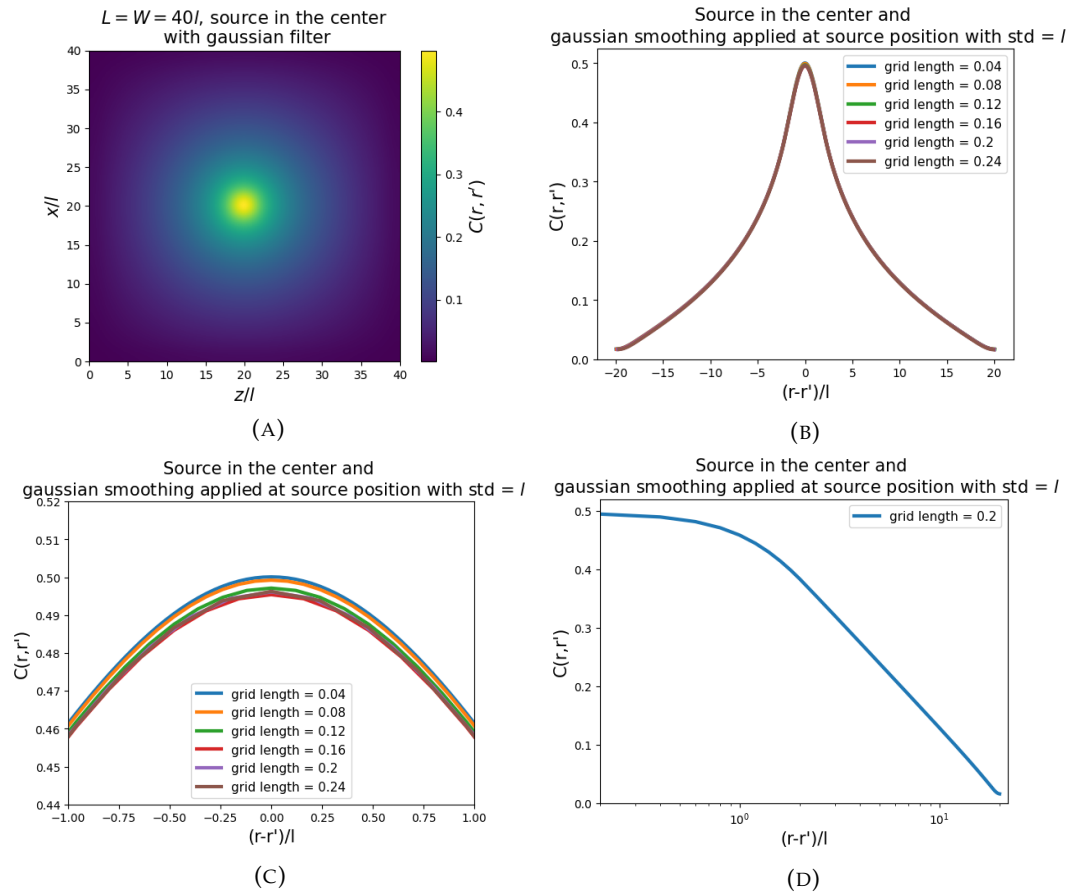 L = W = 40l, source in the center
with gaussian filter
40
35
30
25
20
15
10
5
0
x/l
0 5 10 15 20 25 30 35 40
z/l
0.4
0.3
0.2
0.1
C(r, r′)
(A)
Source in the center and
gaussian smoothing applied at source position with std = l
0.5
0.4
0.3
0.2
0.1
0.0
C(r,r')
grid length = 0.04
grid length = 0.08
grid length = 0.12
grid length = 0.16
grid length = 0.2
grid length = 0.24
−20 −15 −10 −5 0 5 10 15 20
(r-r')/l
(B)
Source in the center and
gaussian smoothing applied at source position with std = l
0.52
0.51
0.50
0.49
0.48
0.47
0.46
0.45
0.44
C(r,r')
grid length = 0.04
grid length = 0.08
grid length = 0.12
grid length = 0.16
grid length = 0.2
grid length = 0.24
−1.00 −0.75 −0.50 −0.25 0.00 0.25 0.50 0.75 1.00
(r-r')/l
(C)
Source in the center and
gaussian smoothing applied at source position with std = l
0.5
0.4
0.3
0.2
0.1
0.0
C(r,r')
grid length = 0.2
10⁰ 10¹
(r-r')/l
(D)